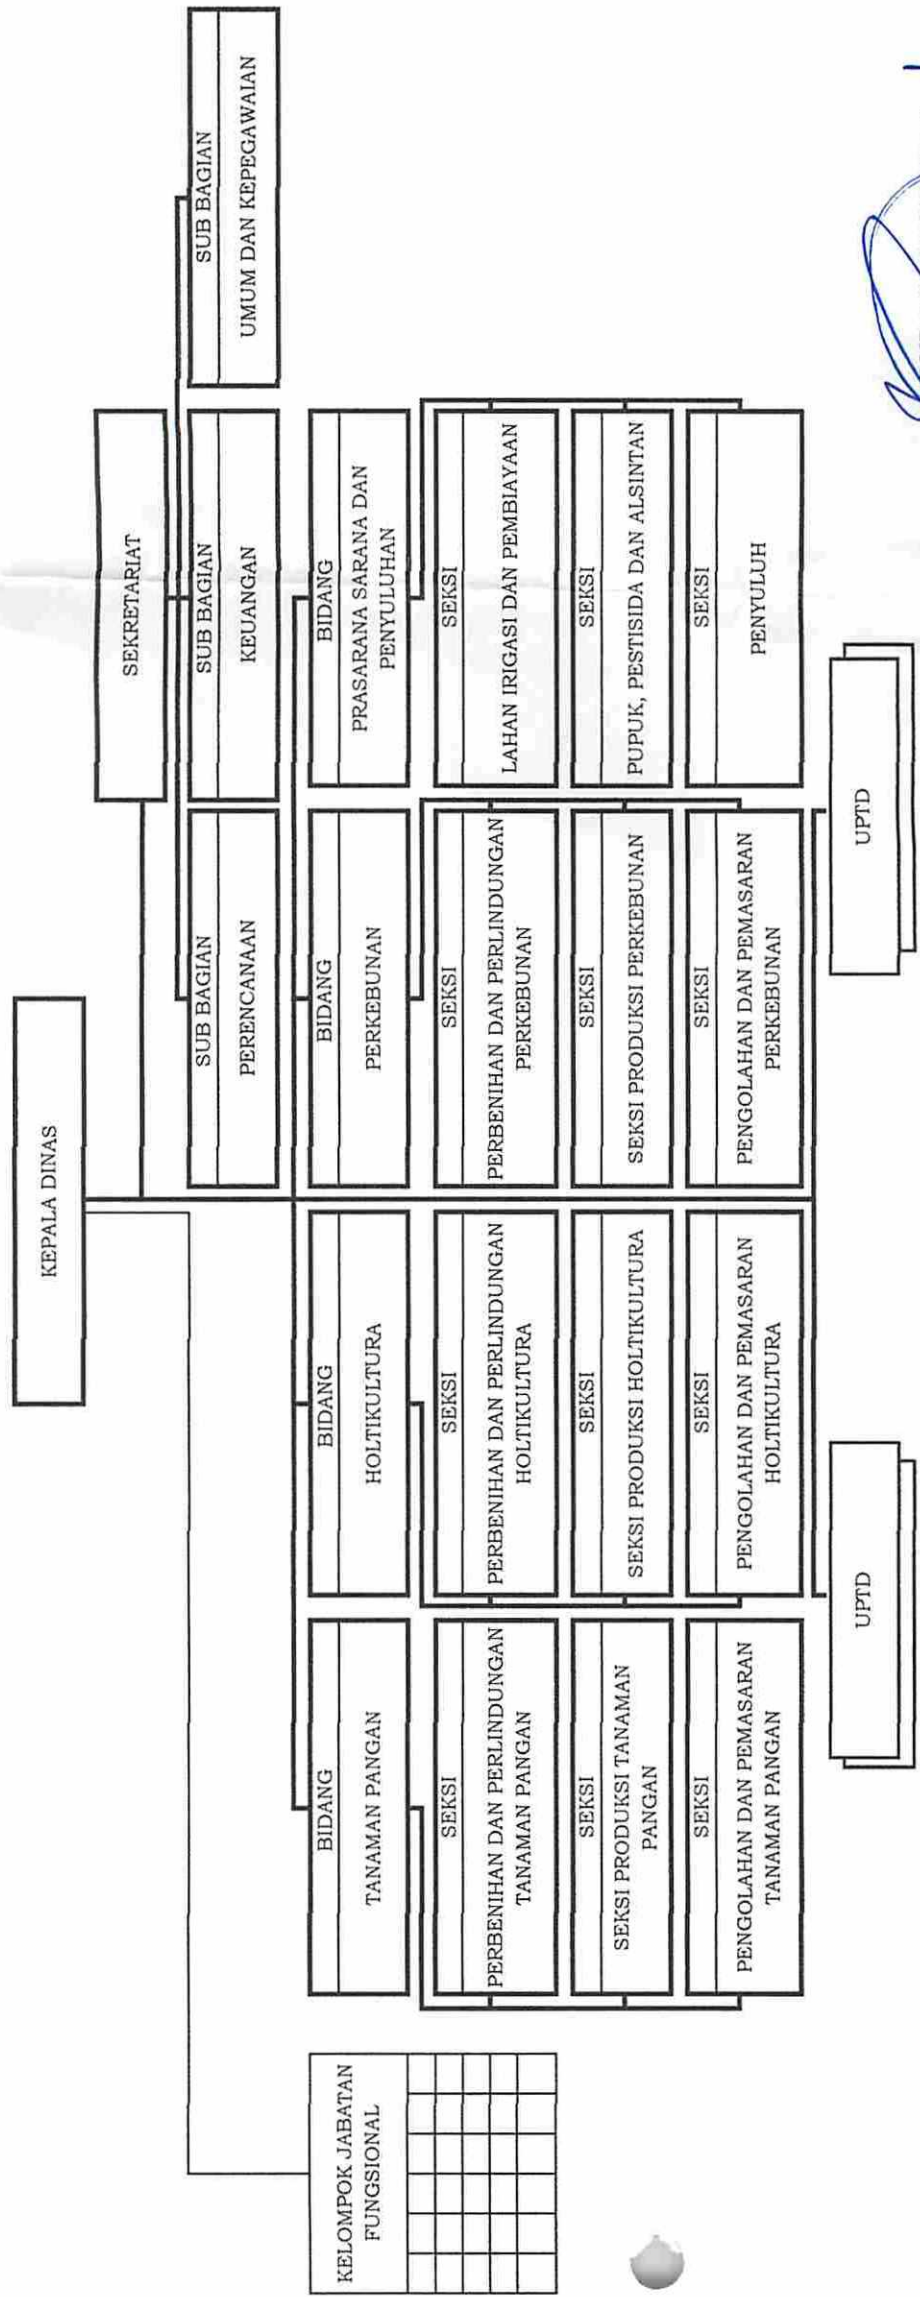 KEPALA DINAS
SEKRETARIAT
SUB BAGIAN
PERENCANAAN
SUB BAGIAN
KEUANGAN
SUB BAGIAN
UMUM DAN KEPEGAWAIAN
KELOMPOK JABATAN
FUNGSIONAL
BIDANG
TANAMAN PANGAN
BIDANG
HOLTIKULTURA
BIDANG
PERKEBUNAN
BIDANG
PRASARANA SARANA DAN
PENYULUHAN
SEKSI
PERBENIHAN DAN PERLINDUNGAN
TANAMAN PANGAN
SEKSI
PERBENIHAN DAN PERLINDUNGAN
HOLTIKULTURA
SEKSI
PERBENIHAN DAN PERLINDUNGAN
PERKEBUNAN
SEKSI
LAHAN IRIGASI DAN PEMBIAYAAN
SEKSI
SEKSI PRODUKSI TANAMAN
PANGAN
SEKSI
SEKSI PRODUKSI HOLTIKULTURA
SEKSI
SEKSI PRODUKSI PERKEBUNAN
SEKSI
PUPUK, PESTISIDA DAN ALSINTAN
SEKSI
PENGOLAHAN DAN PEMASARAN
TANAMAN PANGAN
SEKSI
PENGOLAHAN DAN PEMASARAN
HOLTIKULTURA
SEKSI
PENGOLAHAN DAN PEMASARAN
PERKEBUNAN
SEKSI
PENYULUH
UPTD
UPTD